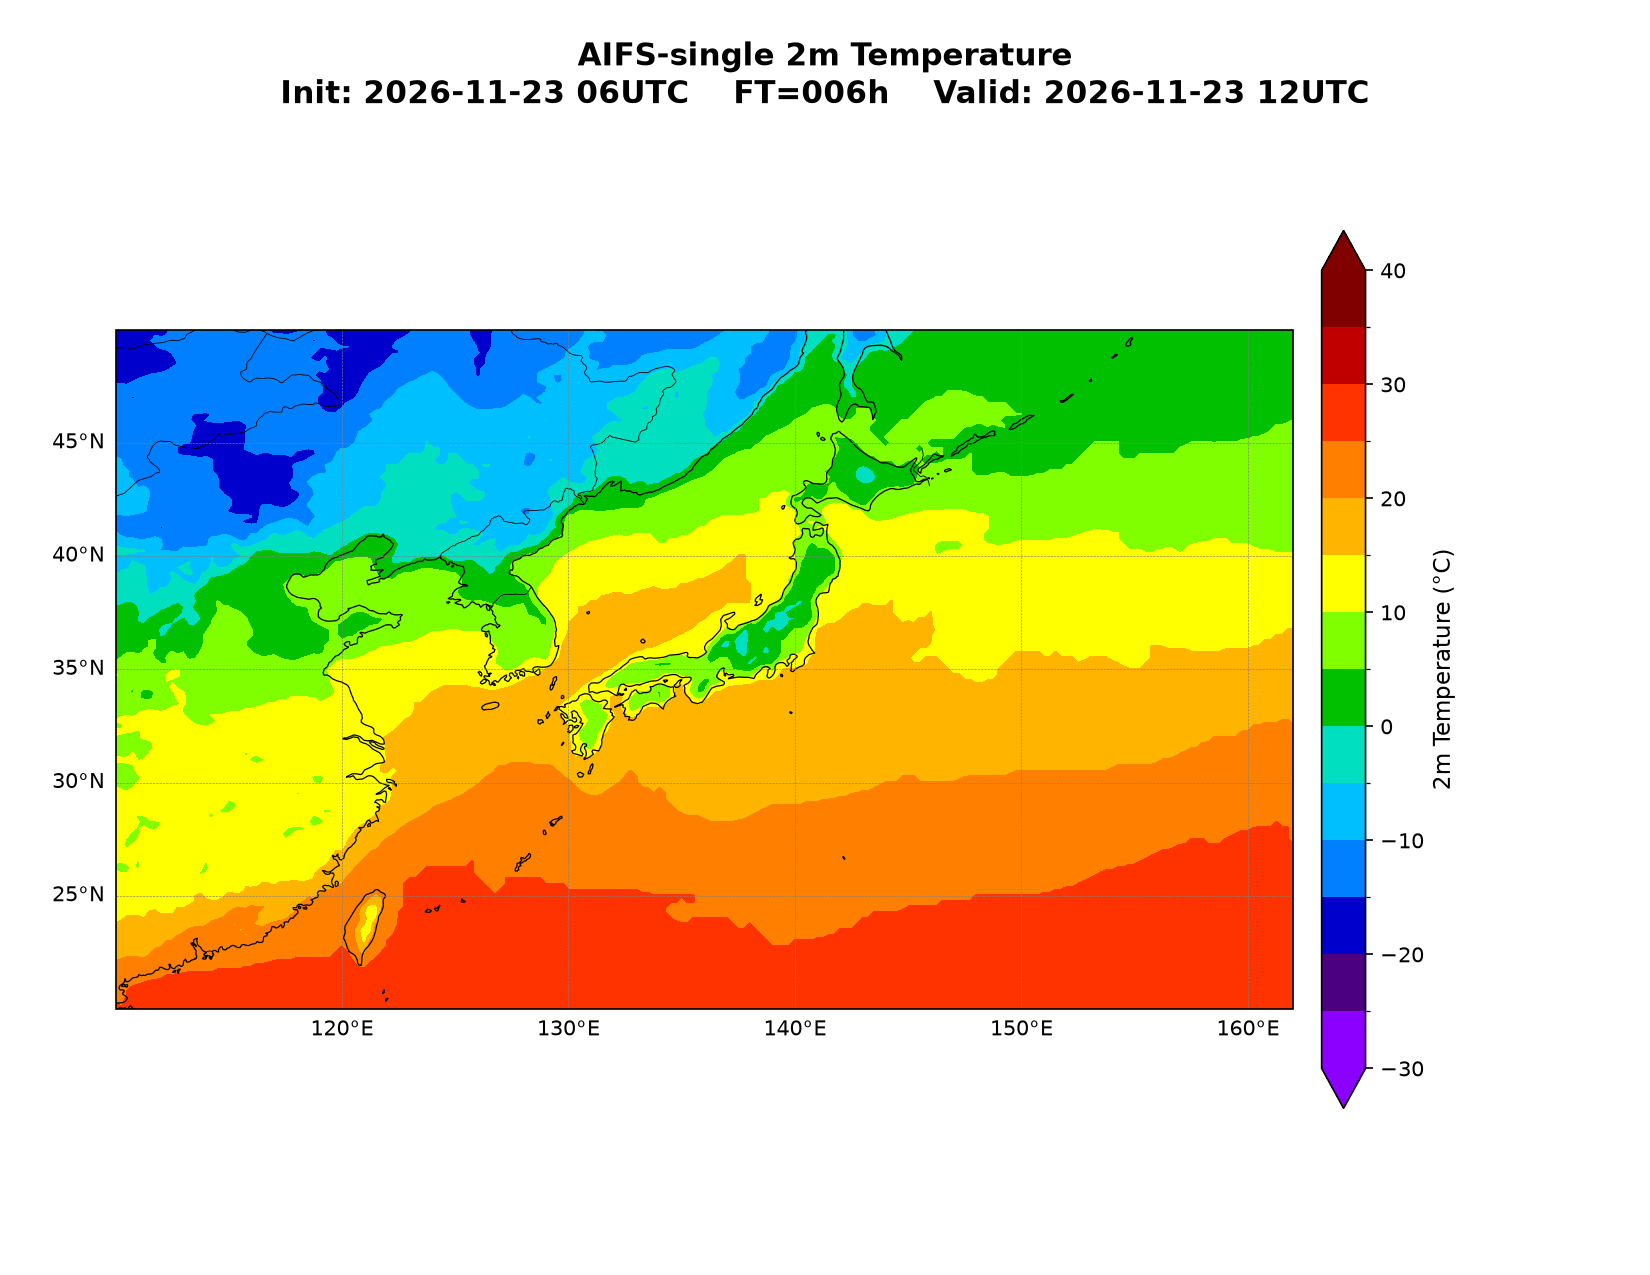 AIFS-single 2m Temperature
Init: 2026-11-23 06UTC    FT=006h    Valid: 2026-11-23 12UTC
45°N
40°N
35°N
30°N
25°N
120°E
130°E
140°E
150°E
160°E
40
30
20
10
0
−10
−20
−30
2m Temperature (°C)